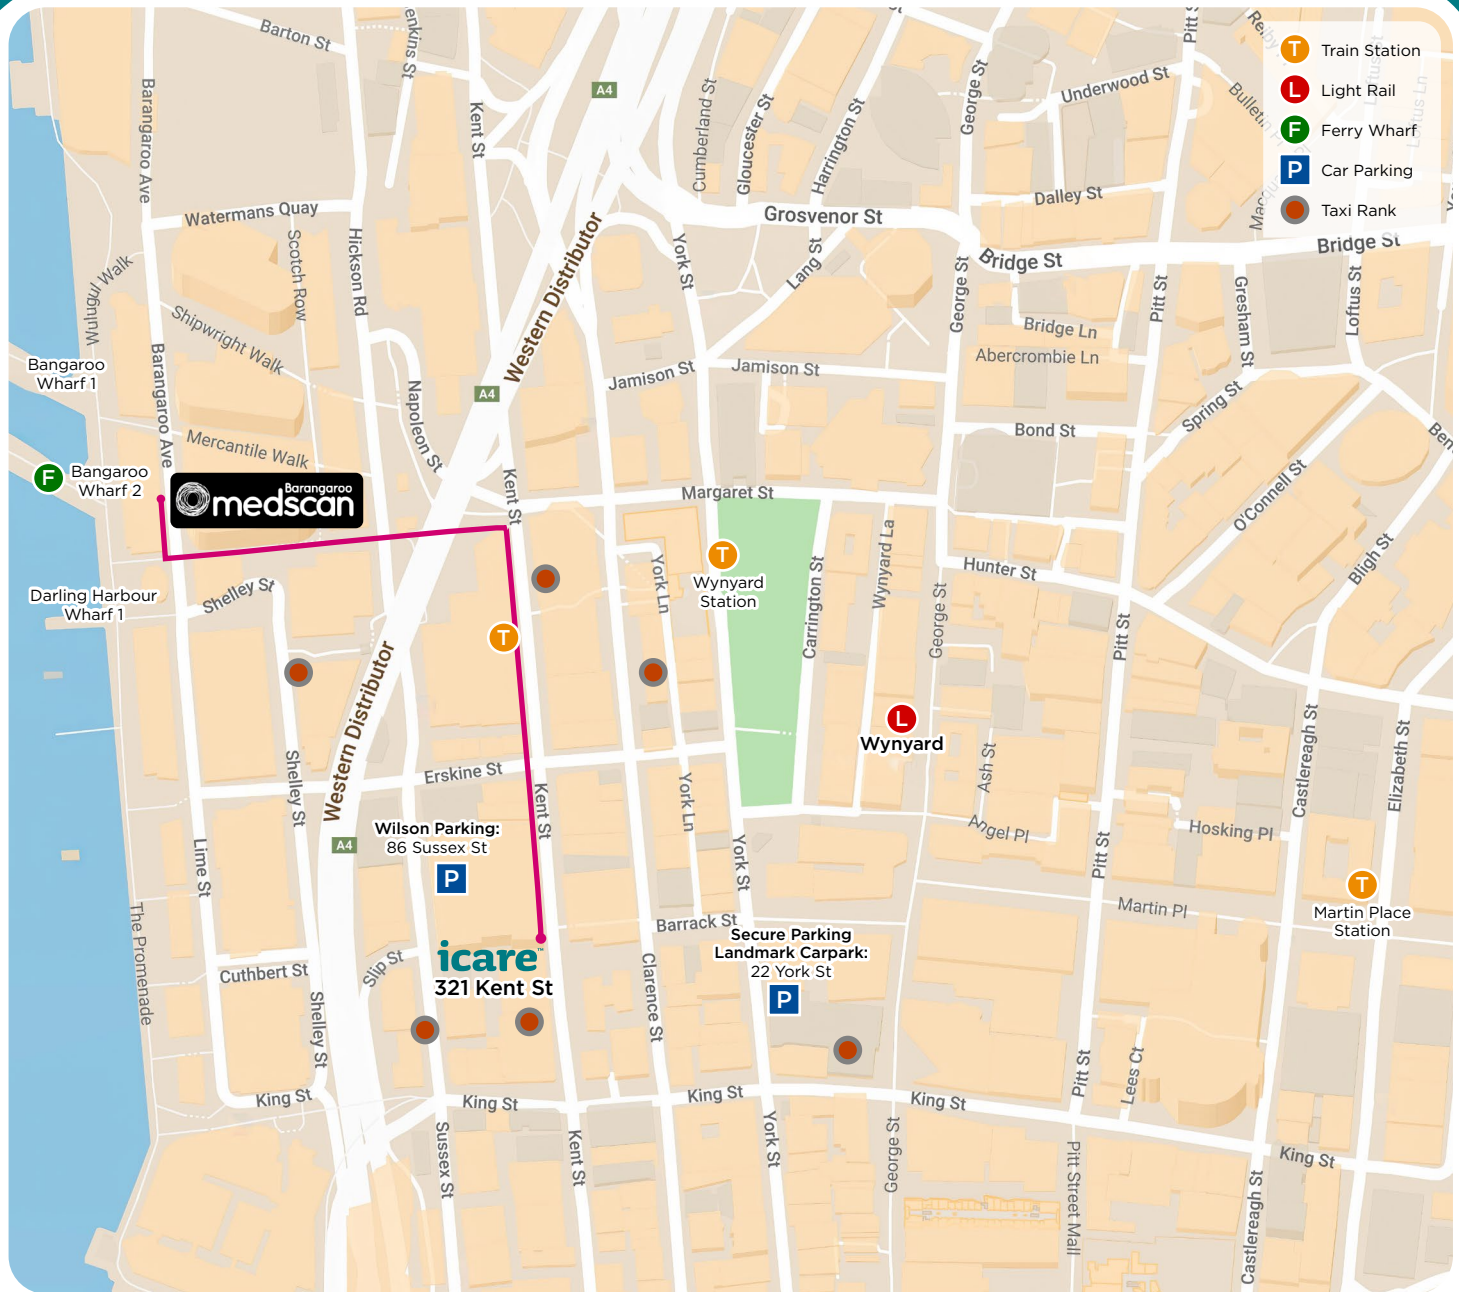 Barton St
enkins St
Kent St
A4
Cumberland St
Gloucester St
Harrington St
George St
Underwood St
Pitt S
T Train Station
L Light Rail
F Ferry Wharf
P Car Parking
Taxi Rank
Bulletin
Loftus
tus Ln
Barangaroo Ave
Watermans Quay
Scotch Row
Hickson Rd
Dalley St
Grosvenor St
Bridge St
Bridge St
Wulugul Walk
Shipwright Walk
Western Distributor
York St
Lang St
George St
Pitt St
Gresham St
Loftus St
Bridge Ln
Abercrombie Ln
Bangaroo
Wharf 1
Barangaroo Ave
A4
Napoleon St
Jamison St
Jamison St
Spring St
Bond St
Ben
Mercantile Walk
F
Bangaroo
Wharf 2
Barangaroo
medscan
Kent St
Margaret St
O'Connell St
T
Wynyard
Station
York Ln
Carrington St
Wynyard La
Hunter St
Bligh St
Darling Harbour
Wharf 1
Shelley St
T
George St
Pitt St
Western Distributor
L
Wynyard
Ash St
Castlereagh St
Elizabeth St
Shelley St
Erskine St
Kent St
York Ln
Angel Pl
Hosking Pl
Wilson Parking:
86 Sussex St
P
A4
Lime St
York St
Pitt St
T
Martin Place
Station
Martin Pl
The Promenade
Barrack St
Secure Parking
Landmark Carpark:
22 York St
P
icare™
321 Kent St
Cuthbert St
Slip St
Shelley St
Clarence St
Pitt St
Lees Ct
King St
King St
King St
King St
King St
Sussex St
Kent St
York St
George St
Pitt Street Mall
Castlereagh St